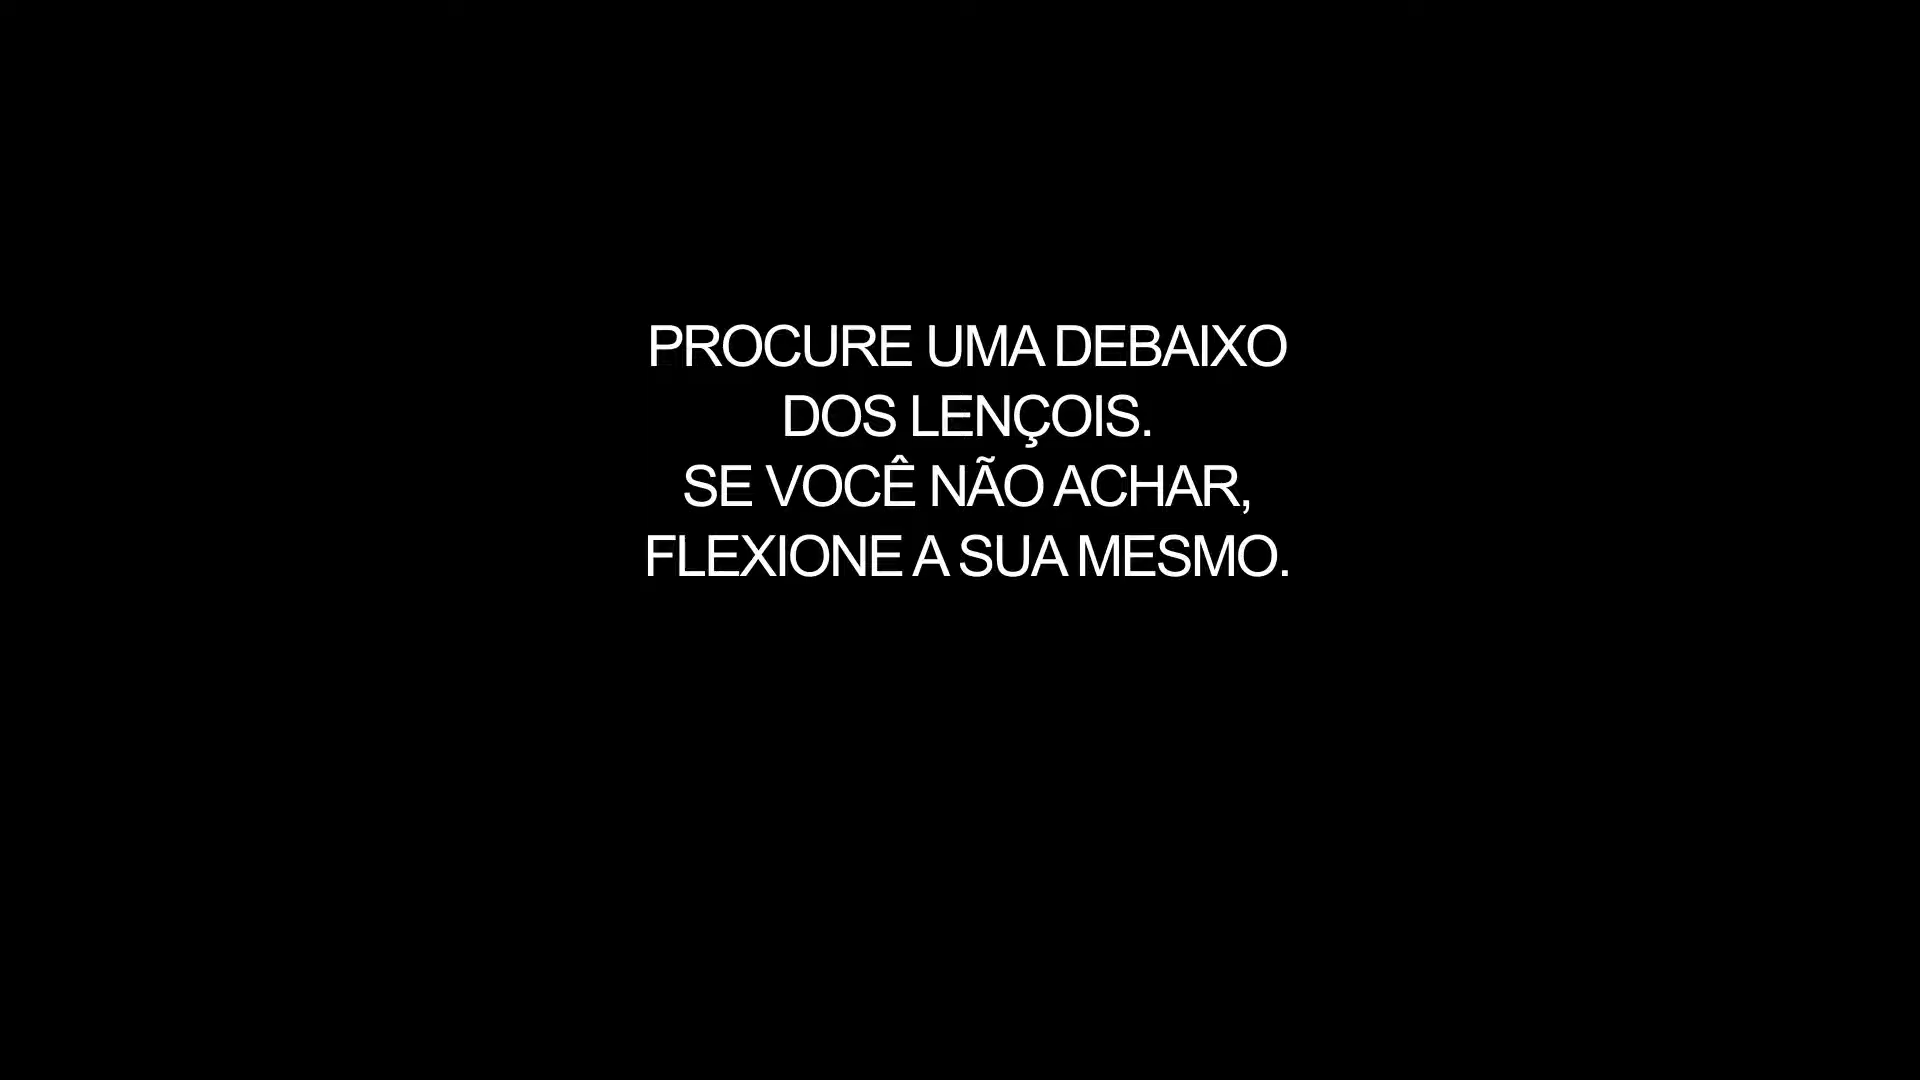 PROCURE UMA DEBAIXO
DOS LENÇOIS.
SE VOCÊ NÃO ACHAR,
FLEXIONE A SUA MESMO.